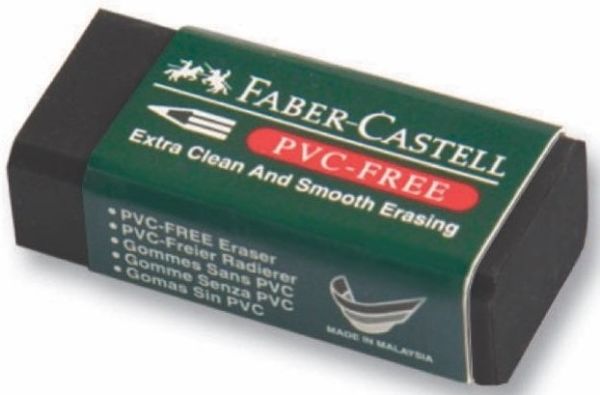 FABER-CASTELL
PVC-FREE
Extra Clean And Smooth Erasing
• PVC-FREE Eraser
• PVC-Freier Radierer
• Gommes Sans PVC
• Gomme Senza PVC
• Gomas Sin PVC
MADE IN MALAYSIA